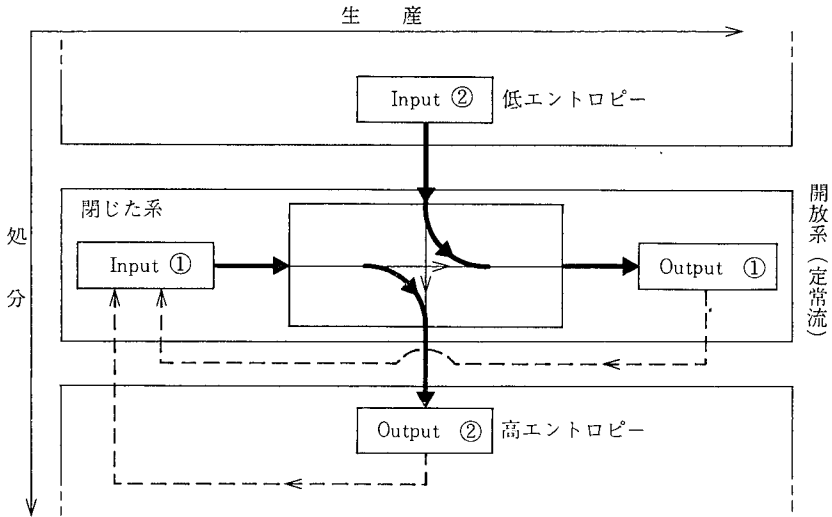 生産
Input ② 低エントロピー
閉じた系
Input ①
Output ①
Output ② 高エントロピー
処分
開放系（定常流）